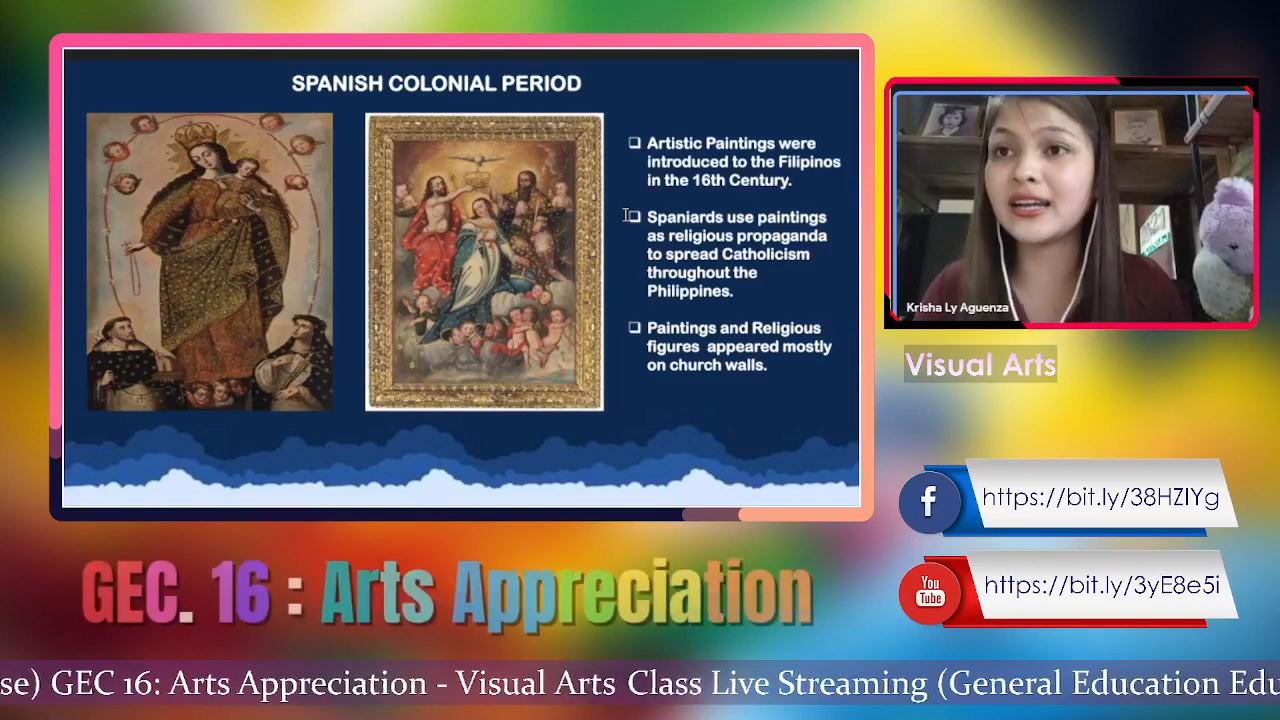 SPANISH COLONIAL PERIOD
Artistic Paintings were
introduced to the Filipinos
in the 16th Century.
Spaniards use paintings
as religious propaganda
to spread Catholicism
throughout the
Philippines.
Paintings and Religious
figures appeared mostly
on church walls.
Krisha Ly Aguenza
Visual Arts
f
https://bit.ly/38HZIYg
You
Tube
https://bit.ly/3yE8e5i
GEC. 16 : Arts Appreciation
se) GEC 16: Arts Appreciation - Visual Arts Class Live Streaming (General Education Edu